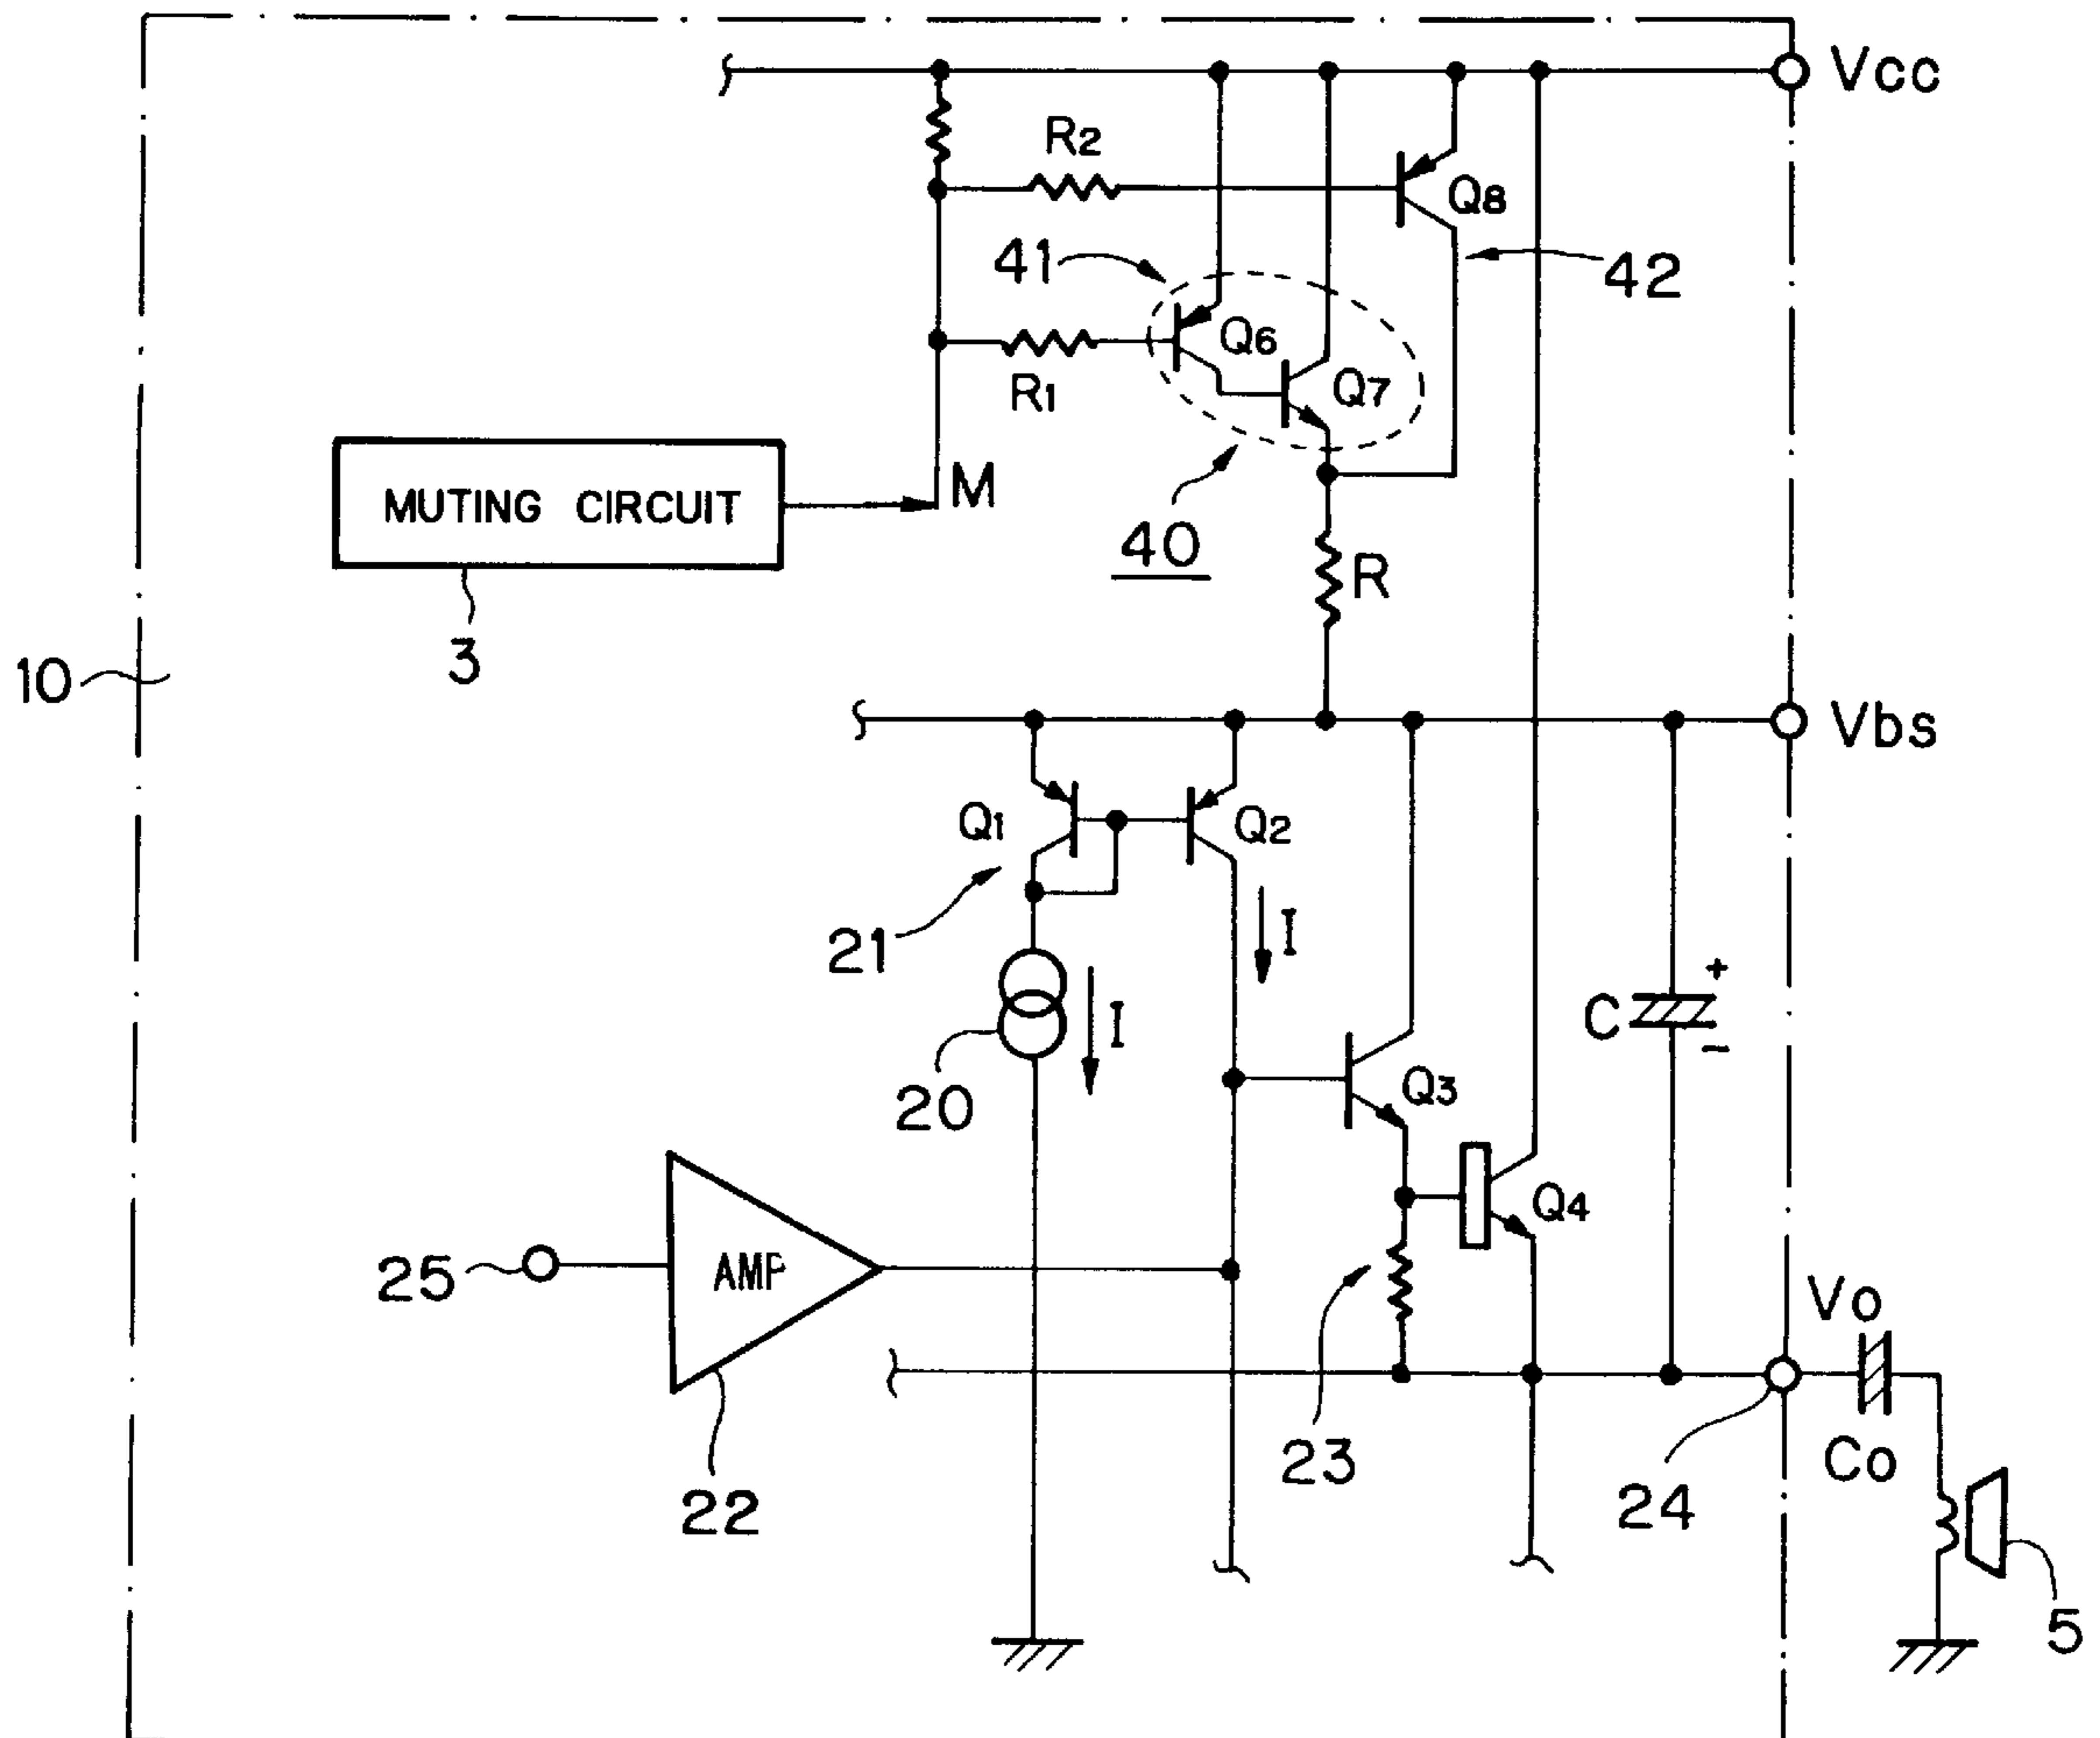 Vcc
R2
Q8
41
42
Q6
Q7
R1
MUTING CIRCUIT
M
40
R
3
10
Vbs
Q1
Q2
21
I
I
C
+
-
20
Q3
Q4
25
AMP
Vo
23
Co
22
24
5